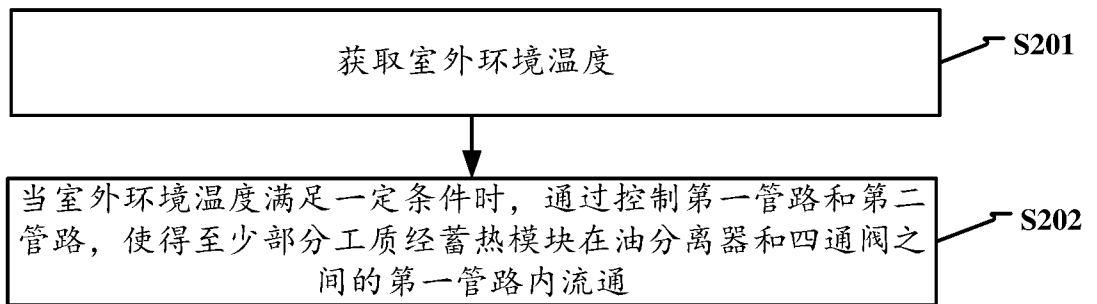 获取室外环境温度
S201
当室外环境温度满足一定条件时，通过控制第一管路和第二
管路，使得至少部分工质经蓄热模块在油分离器和四通阀之
间的第一管路内流通
S202